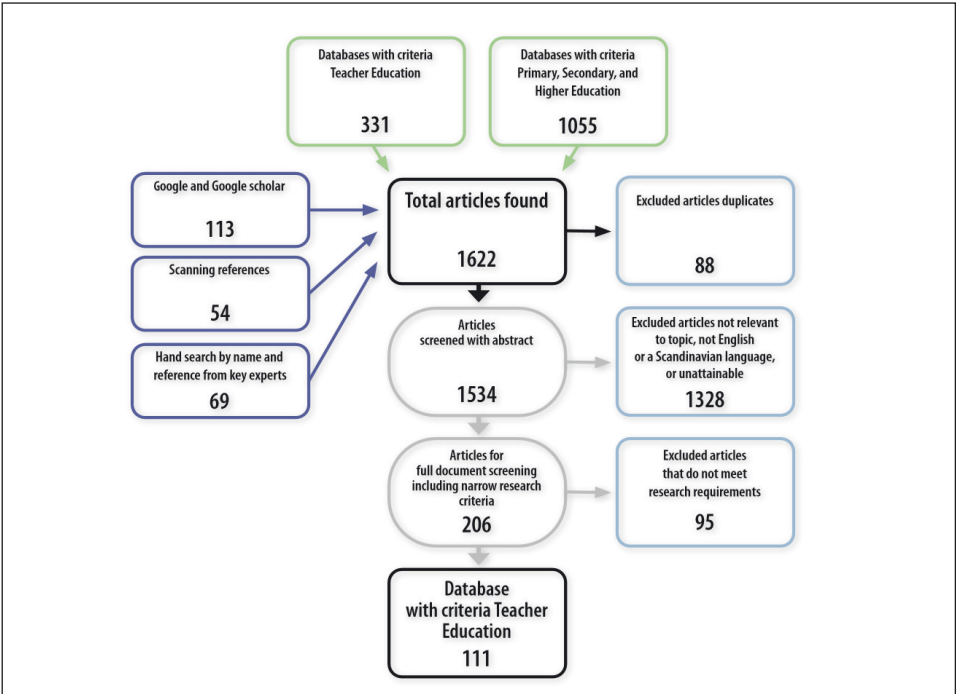 Databases with criteria
Teacher Education
331
Databases with criteria
Primary, Secondary, and
Higher Education
1055
Google and Google scholar
113
Scanning references
54
Hand search by name and
reference from key experts
69
Total articles found
1622
Excluded articles duplicates
88
Articles
screened with abstract
1534
Excluded articles not relevant
to topic, not English
or a Scandinavian language,
or unattainable
1328
Articles for
full document screening
including narrow research
criteria
206
Excluded articles
that do not meet
research requirements
95
Database
with criteria Teacher
Education
111